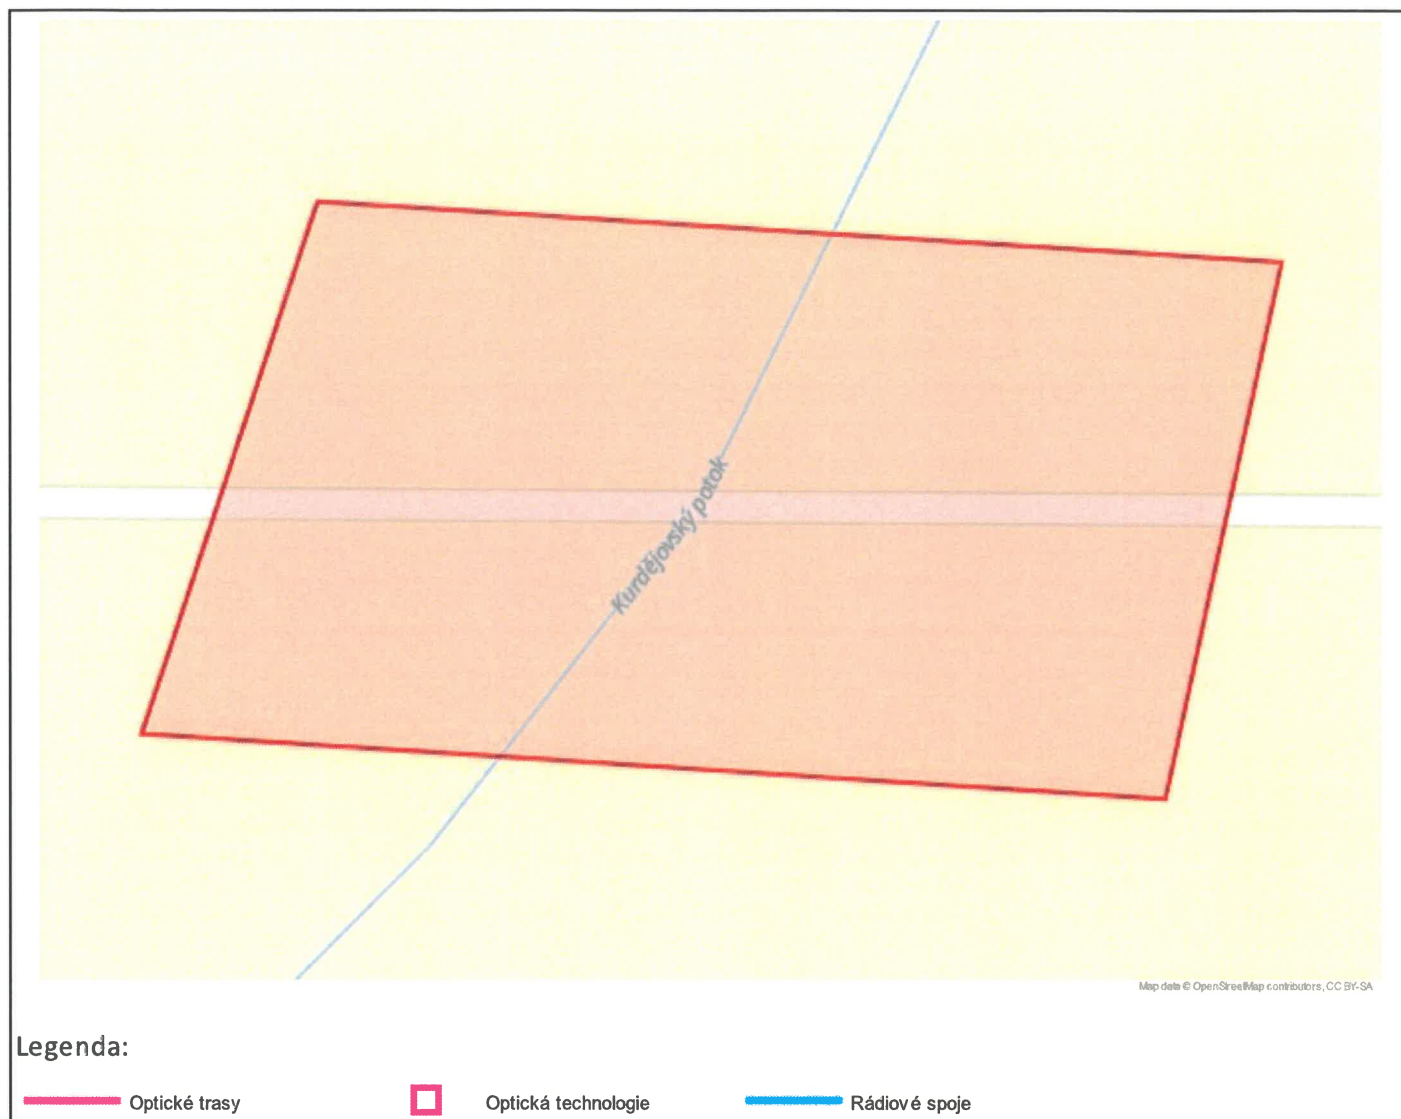 Kurdějovský potok
Map data © OpenStreetMap contributors, CC BY-SA
Legenda:
Optické trasy Optická technologie Rádiové spoje